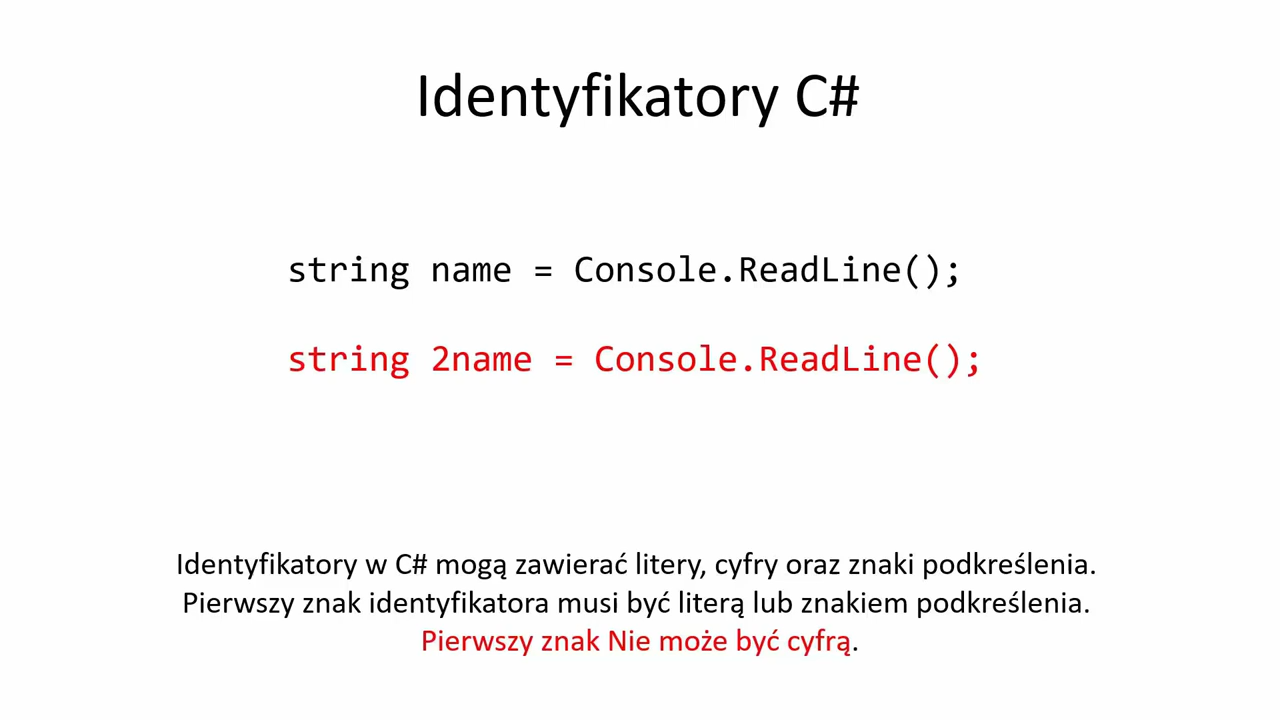 Identyfikatory C#
string name = Console.ReadLine();
string 2name = Console.ReadLine();
Identyfikatory w C# mogą zawierać litery, cyfry oraz znaki podkreślenia.
Pierwszy znak identyfikatora musi być literą lub znakiem podkreślenia.
Pierwszy znak Nie może być cyfrą.